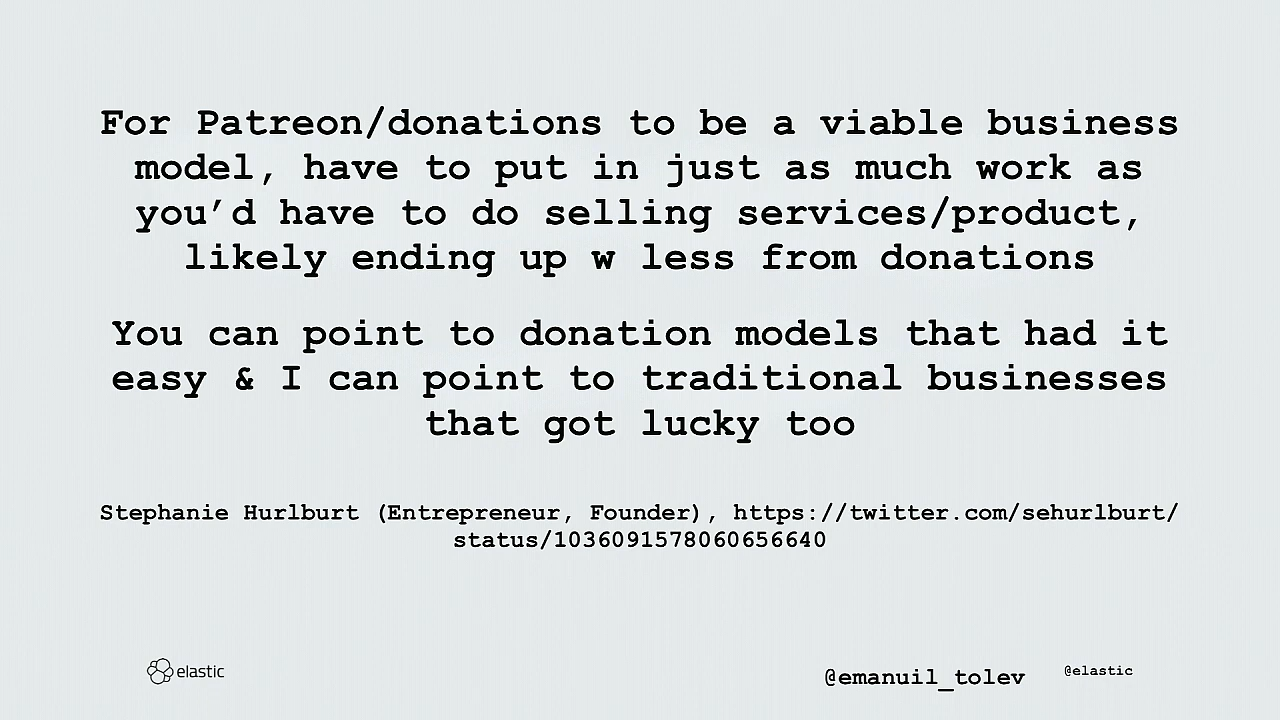 For Patreon/donations to be a viable business
model, have to put in just as much work as
you’d have to do selling services/product,
likely ending up w less from donations
You can point to donation models that had it
easy & I can point to traditional businesses
that got lucky too
Stephanie Hurlburt (Entrepreneur, Founder), https://twitter.com/sehurlburt/
status/1036091578060656640
elastic
@emanuil_tolev
@elastic